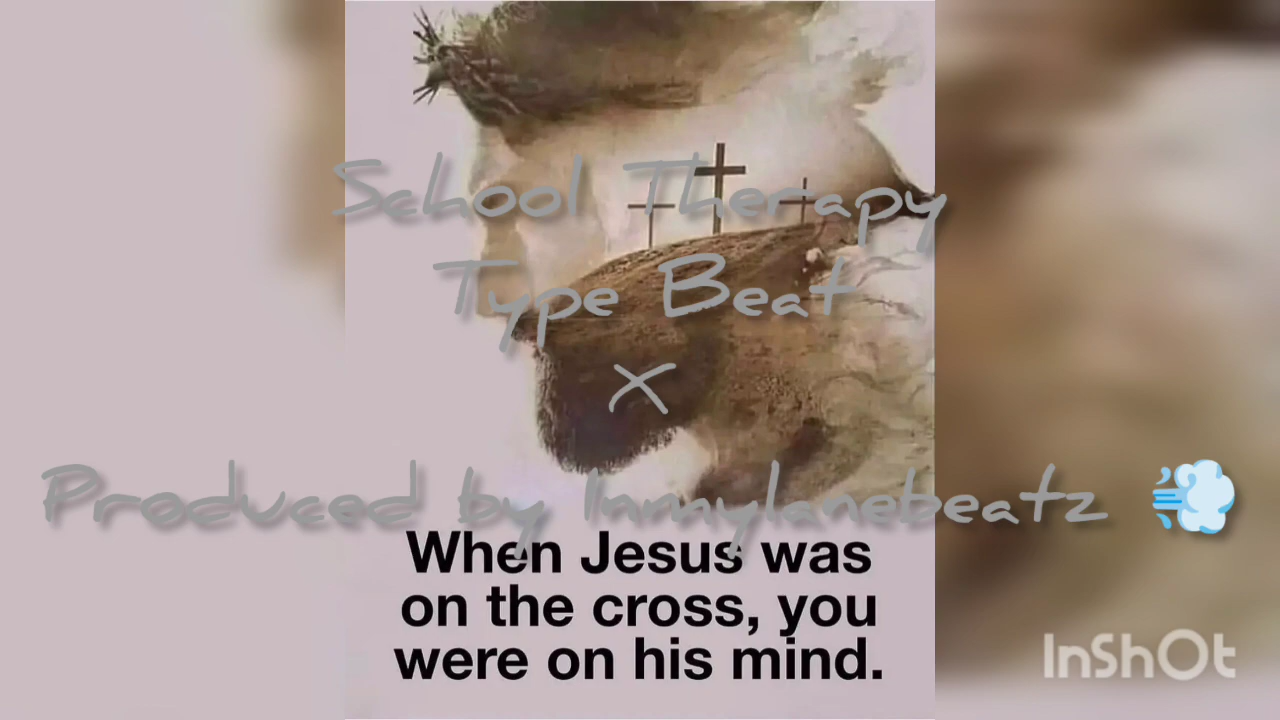 School Therapy
Type Beat
X
Produced by Inmylanebeatz 💨
When Jesus was
on the cross, you
were on his mind.
InShOt